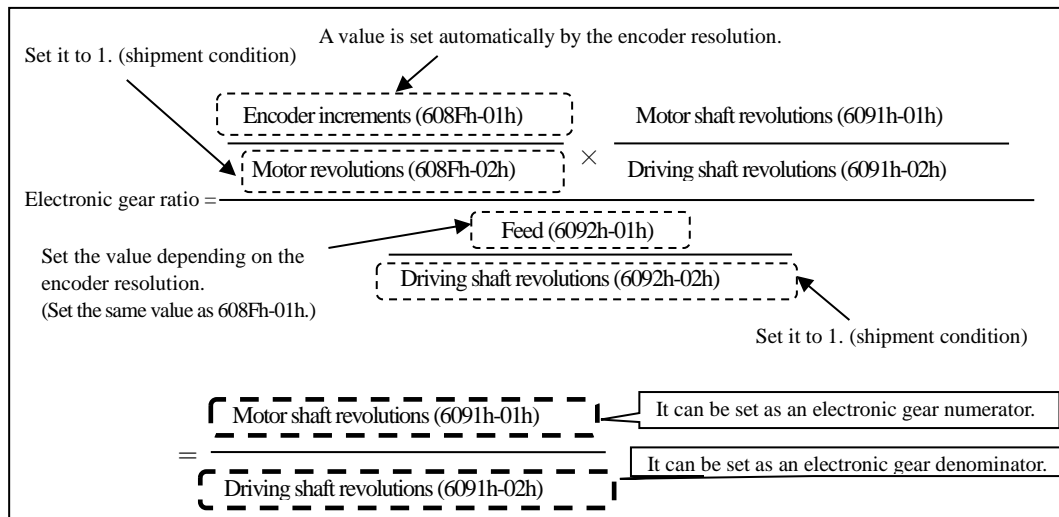 A value is set automatically by the encoder resolution.
Set it to 1. (shipment condition)
Encoder increments (608Fh-01h)
Motor shaft revolutions (6091h-01h)
×
Motor revolutions (608Fh-02h)
Driving shaft revolutions (6091h-02h)
Electronic gear ratio =
Feed (6092h-01h)
Set the value depending on the
encoder resolution.
(Set the same value as 608Fh-01h.)
Driving shaft revolutions (6092h-02h)
Set it to 1. (shipment condition)
Motor shaft revolutions (6091h-01h)
It can be set as an electronic gear numerator.
=
Driving shaft revolutions (6091h-02h)
It can be set as an electronic gear denominator.